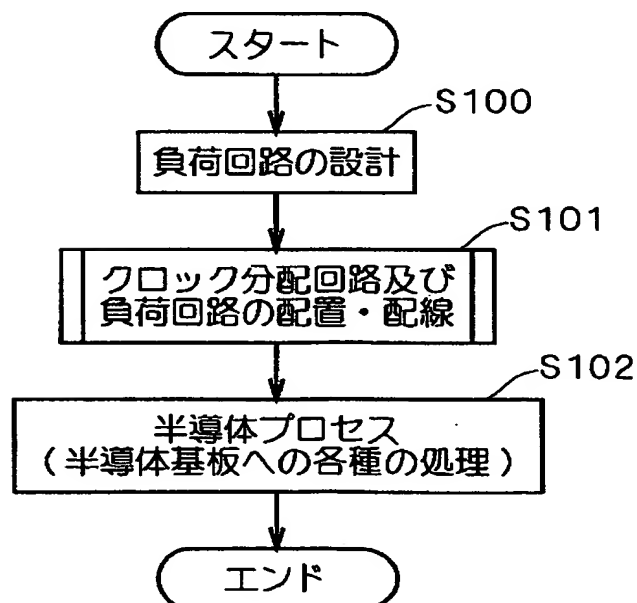 スタート
S100
負荷回路の設計
S101
クロック分配回路及び
負荷回路の配置・配線
S102
半導体プロセス
(半導体基板への各種の処理)
エンド